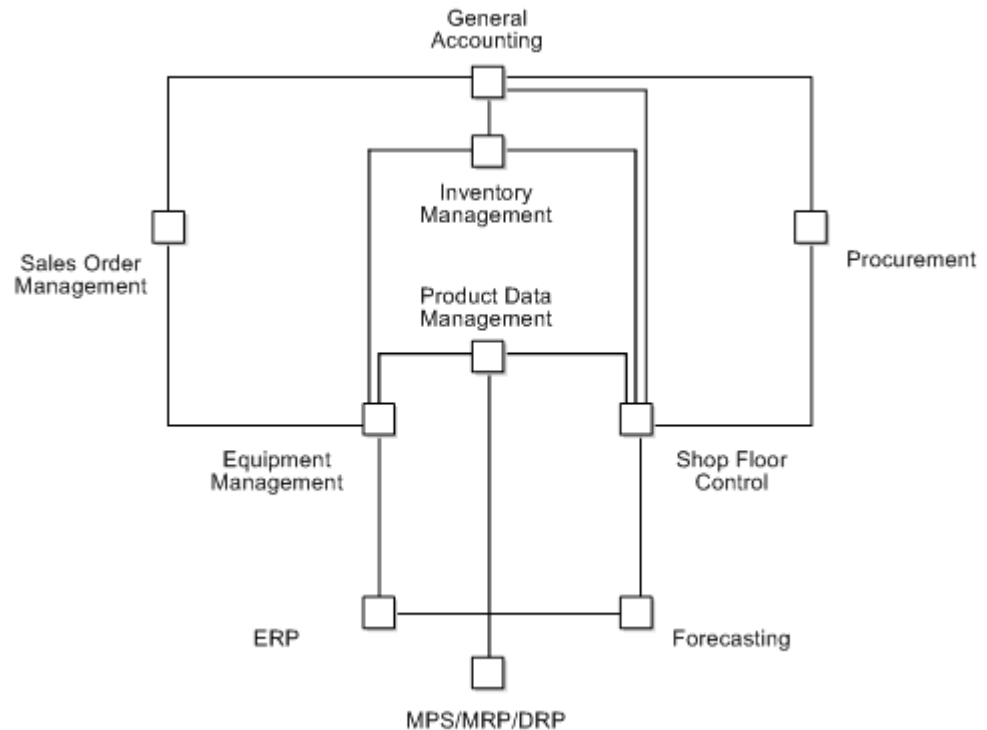 General
Accounting
Inventory
Management
Sales Order
Management
Procurement
Product Data
Management
Equipment
Management
Shop Floor
Control
ERP
Forecasting
MPS/MRP/DRP